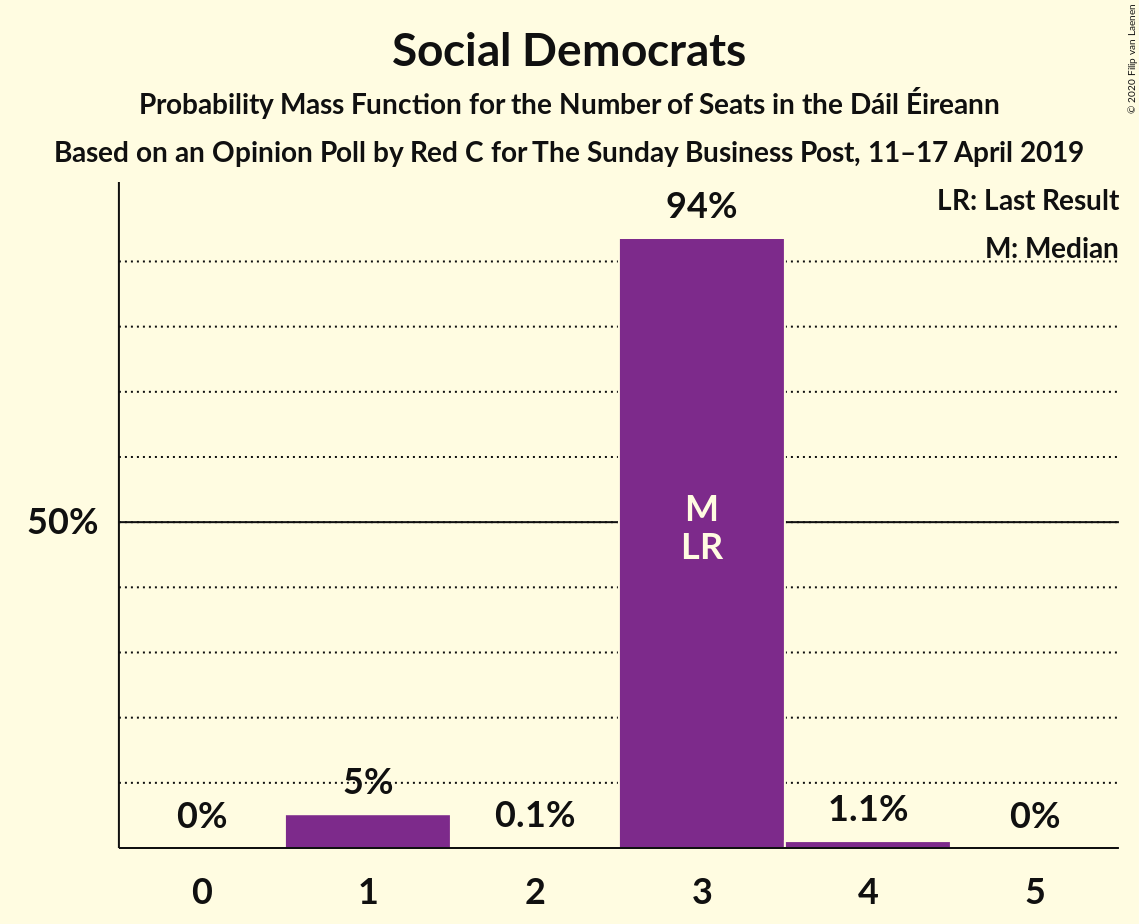 Social Democrats
Probability Mass Function for the Number of Seats in the Dáil Éireann
Based on an Opinion Poll by Red C for The Sunday Business Post, 11–17 April 2019
© 2020 Filip van Laenen
LR: Last Result
M: Median
94%
50%
M
LR
5%
0%
0.1%
1.1%
0%
0
1
2
3
4
5